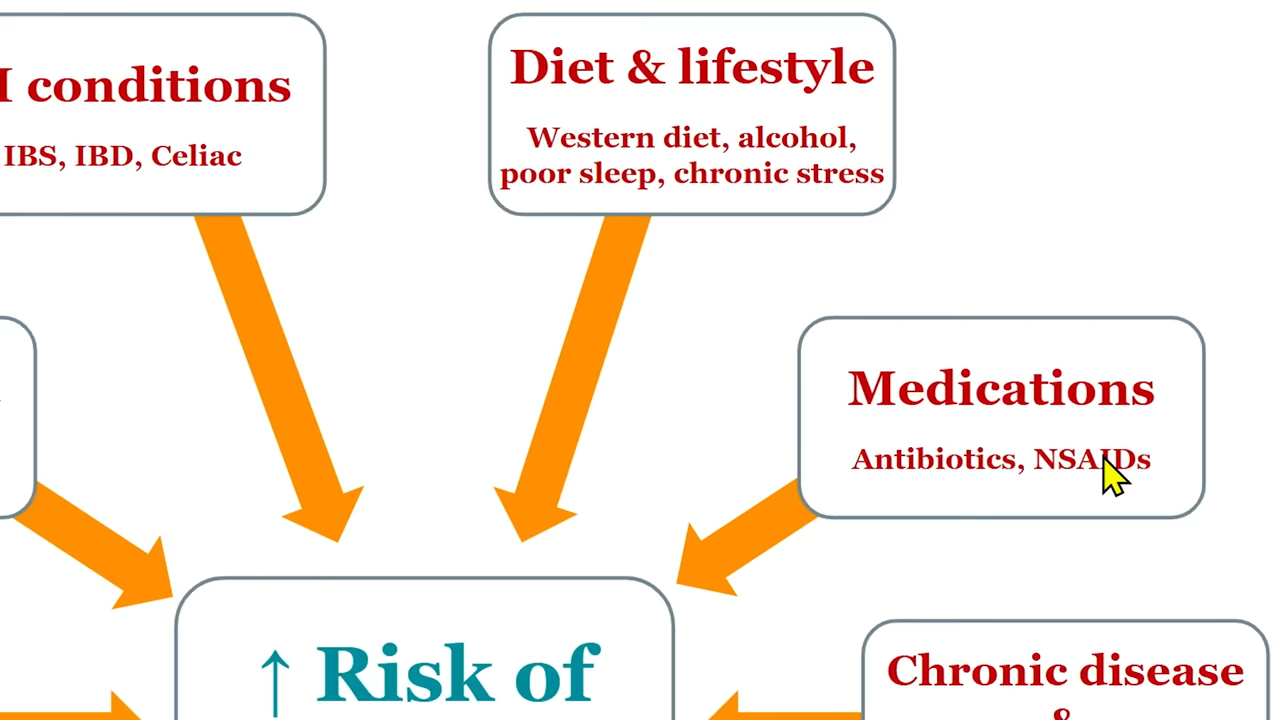 I conditions
IBS, IBD, Celiac
Diet & lifestyle
Western diet, alcohol,
poor sleep, chronic stress
Medications
Antibiotics, NSAIDs
↑ Risk of
Chronic disease
&